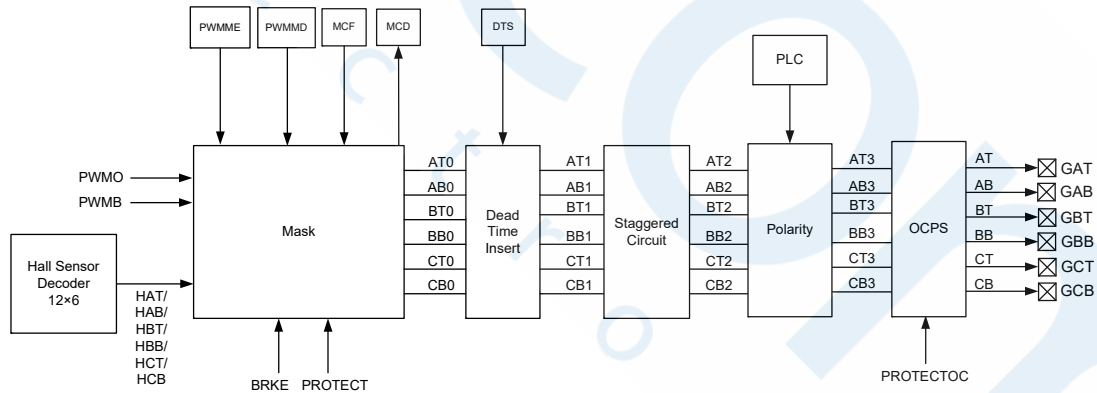 PWMME
PWMMD
MCF
MCD
DTS
PLC
PWMO
PWMB
Mask
Hall Sensor
Decoder
12×6
HAT/
HAB/
HBT/
HBB/
HCT/
HCB
BRKE
PROTECT
AT0
AB0
BT0
BB0
CT0
CB0
Dead
Time
Insert
AT1
AB1
BT1
BB1
CT1
CB1
Staggered
Circuit
AT2
AB2
BT2
BB2
CT2
CB2
Polarity
AT3
AB3
BT3
BB3
CT3
CB3
OCPS
PROTECTOC
AT
AB
BT
BB
CT
CB
GAT
GAB
GBT
GBB
GCT
GCB